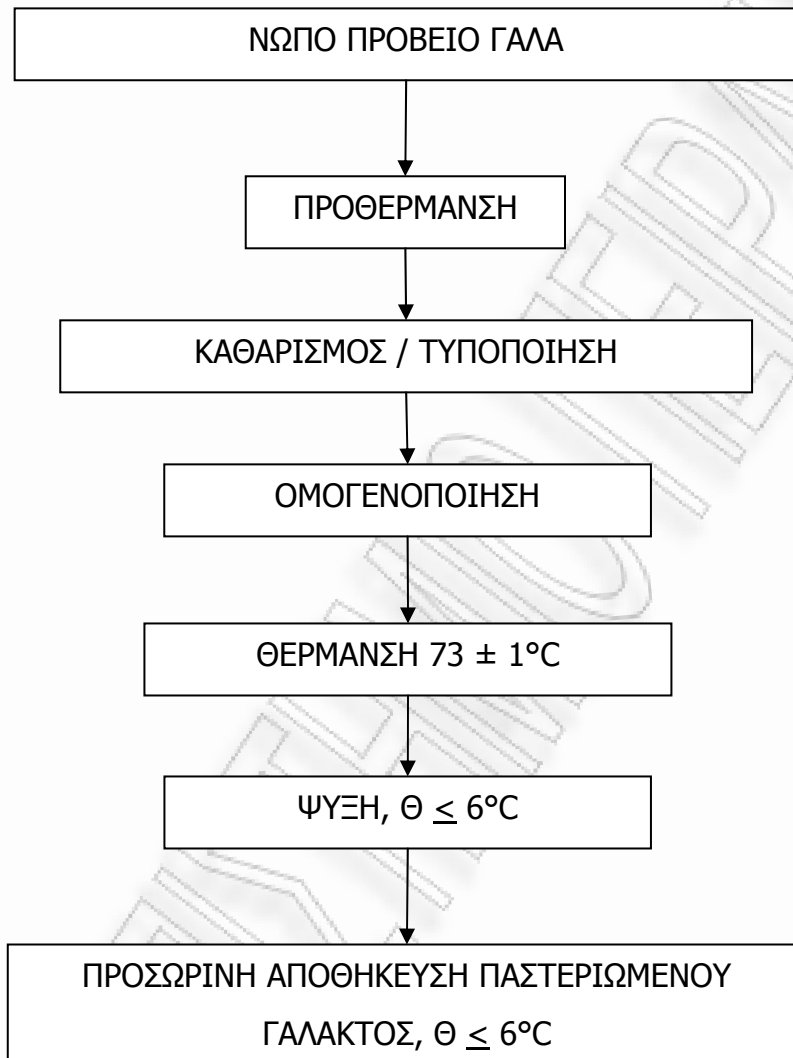 ΝΩΠΟ ΠΡΟΒΕΙΟ ΓΑΛΑ
ΠΡΟΘΕΡΜΑΝΣΗ
ΚΑΘΑΡΙΣΜΟΣ / ΤΥΠΟΠΟΙΗΣΗ
ΟΜΟΓΕΝΟΠΟΙΗΣΗ
ΘΕΡΜΑΝΣΗ 73 ± 1°C
ΨΥΞΗ, Θ ≤ 6°C
ΠΡΟΣΩΡΙΝΗ ΑΠΟΘΗΚΕΥΣΗ ΠΑΣΤΕΡΙΩΜΕΝΟΥ
ΓΑΛΑΚΤΟΣ, Θ ≤ 6°C